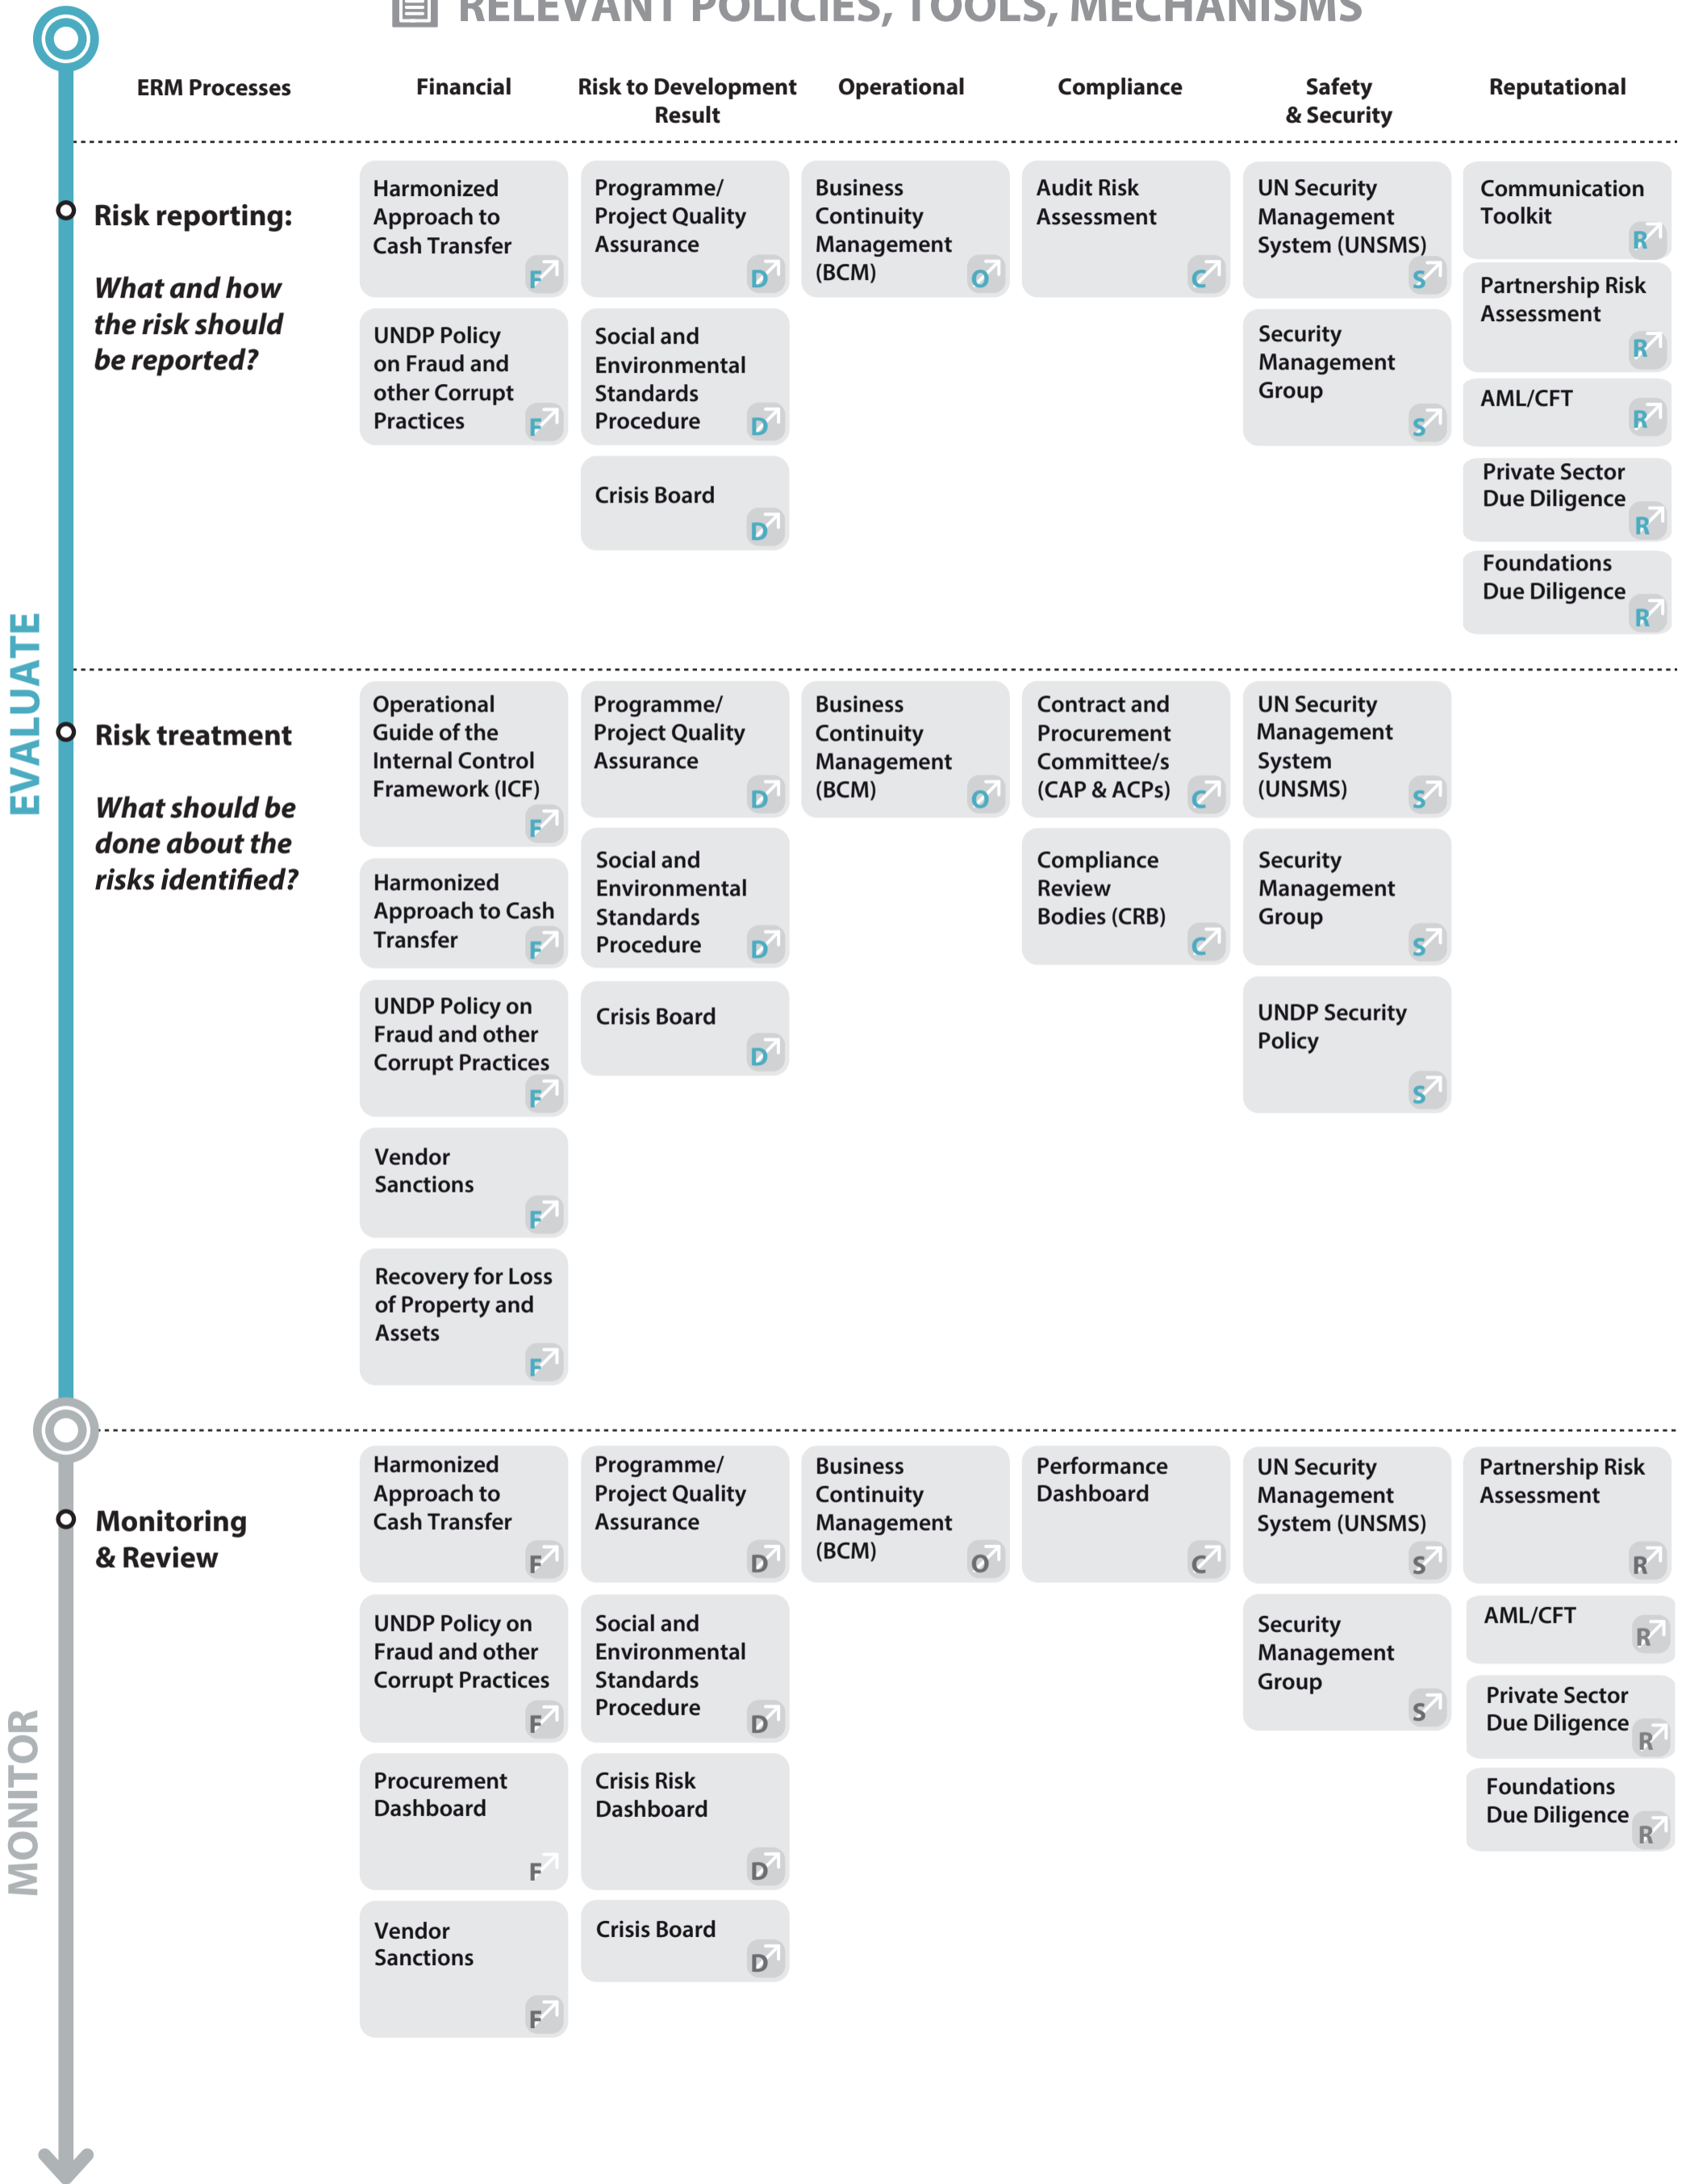 RELEVANT POLICIES, TOOLS, MECHANISMS
ERM Processes
Financial
Risk to Development
Result
Operational
Compliance
Safety
& Security
Reputational
EVALUATE
Risk reporting:
What and how
the risk should
be reported?
Harmonized
Approach to
Cash Transfer
F
UNDP Policy
on Fraud and
other Corrupt
Practices
F
Programme/
Project Quality
Assurance
D
Social and
Environmental
Standards
Procedure
D
Crisis Board
D
Business
Continuity
Management
(BCM)
O
Audit Risk
Assessment
C
UN Security
Management
System (UNSMS)
S
Security
Management
Group
S
Communication
Toolkit
R
Partnership Risk
Assessment
R
AML/CFT
R
Private Sector
Due Diligence
R
Foundations
Due Diligence
R
Risk treatment
What should be
done about the
risks identified?
Operational
Guide of the
Internal Control
Framework (ICF)
F
Harmonized
Approach to Cash
Transfer
F
UNDP Policy on
Fraud and other
Corrupt Practices
F
Vendor
Sanctions
F
Recovery for Loss
of Property and
Assets
F
Programme/
Project Quality
Assurance
D
Social and
Environmental
Standards
Procedure
D
Crisis Board
D
Business
Continuity
Management
(BCM)
O
Contract and
Procurement
Committee/s
(CAP & ACPs)
C
Compliance
Review
Bodies (CRB)
C
UN Security
Management
System
(UNSMS)
S
Security
Management
Group
S
UNDP Security
Policy
S
MONITOR
Monitoring
& Review
Harmonized
Approach to
Cash Transfer
F
UNDP Policy on
Fraud and other
Corrupt Practices
F
Procurement
Dashboard
F
Vendor
Sanctions
F
Programme/
Project Quality
Assurance
D
Social and
Environmental
Standards
Procedure
D
Crisis Risk
Dashboard
D
Crisis Board
D
Business
Continuity
Management
(BCM)
O
Performance
Dashboard
C
UN Security
Management
System (UNSMS)
S
Security
Management
Group
S
Partnership Risk
Assessment
R
AML/CFT
R
Private Sector
Due Diligence
R
Foundations
Due Diligence
R